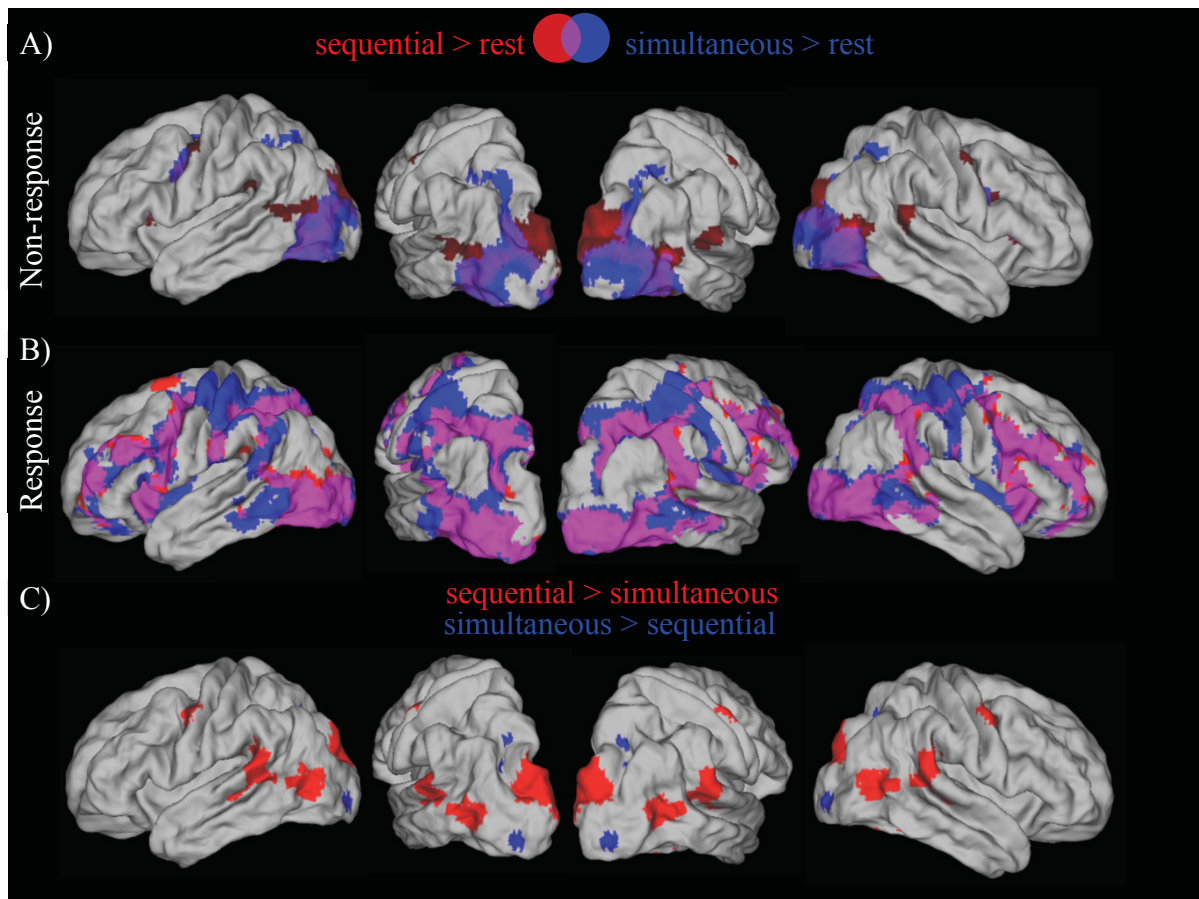 A)
sequential > rest simultaneous > rest
Non-response
B)
Response
C)
sequential > simultaneous
simultaneous > sequential